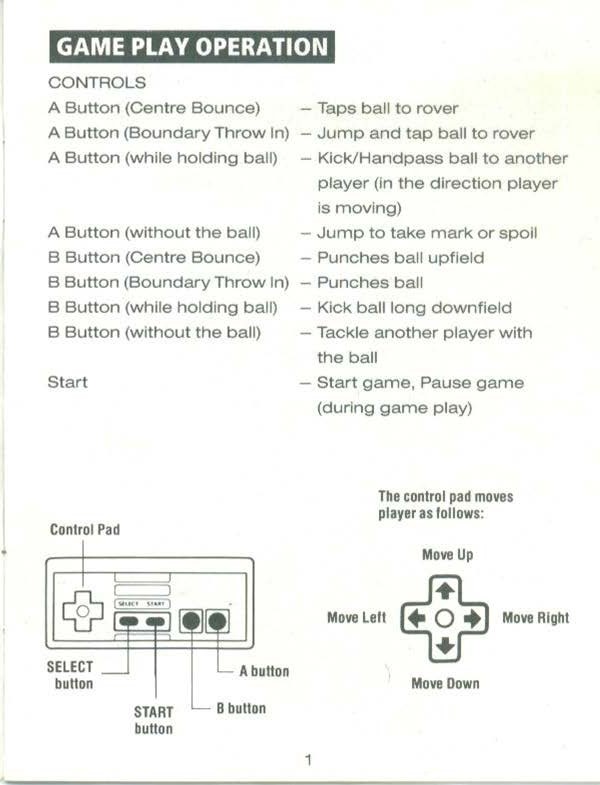 GAME PLAY OPERATION
CONTROLS
A Button (Centre Bounce) – Taps ball to rover
A Button (Boundary Throw In) – Jump and tap ball to rover
A Button (while holding ball) – Kick/Handpass ball to another
player (in the direction player
is moving)
A Button (without the ball) – Jump to take mark or spoil
B Button (Centre Bounce) – Punches ball upfield
B Button (Boundary Throw In) – Punches ball
B Button (while holding ball) – Kick ball long downfield
B Button (without the ball) – Tackle another player with
the ball
Start – Start game, Pause game
(during game play)
Control Pad
SELECT START
SELECT
button
START
button
B button
A button
The control pad moves
player as follows:
Move Up
Move Left
Move Right
Move Down
1